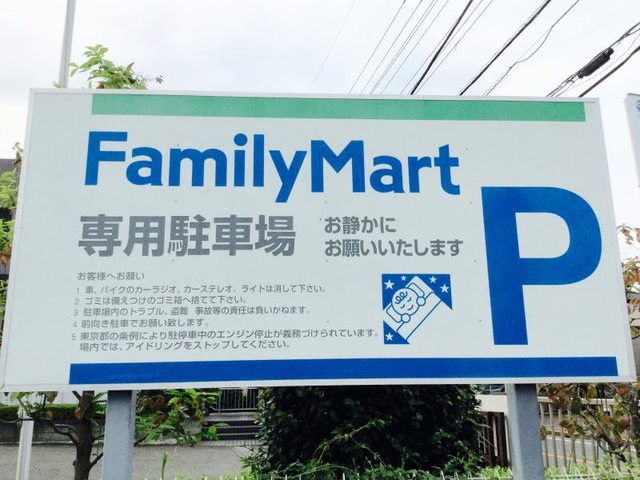 FamilyMart
専用駐車場
お静かに
お願いいたします
P
お客様へお願い
1 車、バイクのカーラジオ、カーステレオ、ライトは消して下さい。
2 ゴミは備えつけのゴミ箱へ捨てて下さい。
3 駐車場内のトラブル、盗難 事故等の責任は負いかねます。
4 前向き駐車でお願い致します。
5 東京都の条例により駐停車中のエンジン停止が義務づけられています。
場内では、アイドリングをストップしてください。